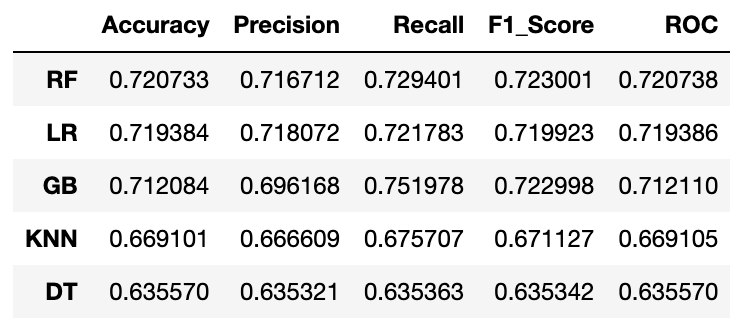 Accuracy Precision Recall F1_Score ROC
RF 0.720733 0.716712 0.729401 0.723001 0.720738
LR 0.719384 0.718072 0.721783 0.719923 0.719386
GB 0.712084 0.696168 0.751978 0.722998 0.712110
KNN 0.669101 0.666609 0.675707 0.671127 0.669105
DT 0.635570 0.635321 0.635363 0.635342 0.635570